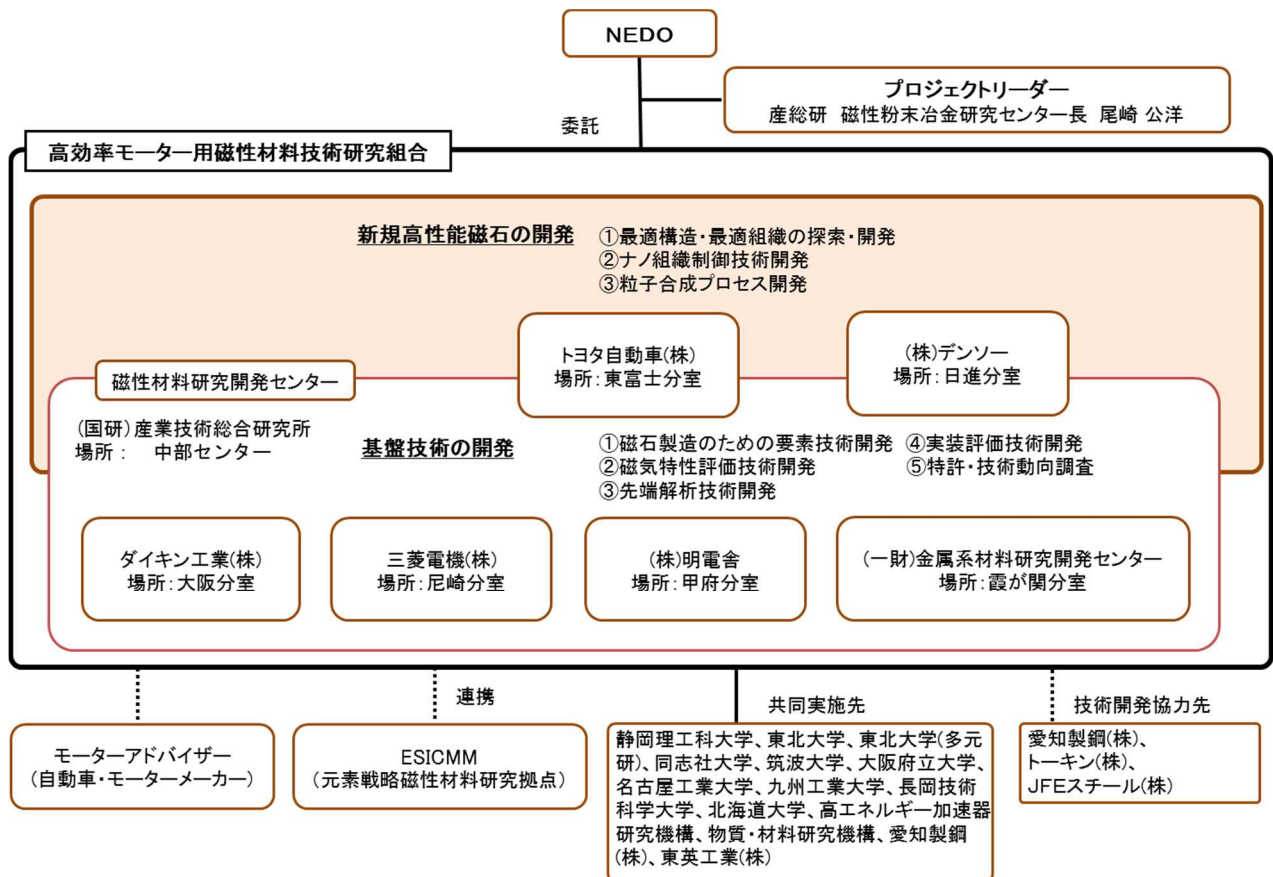 NEDO
プロジェクトリーダー
産総研 磁性粉末冶金研究センター長 尾崎 公洋
委託
高効率モーター用磁性材料技術研究組合
新規高性能磁石の開発
①最適構造・最適組織の探索・開発
②ナノ組織制御技術開発
③粒子合成プロセス開発
トヨタ自動車(株)
場所：東富士分室
(株)デンソー
場所：日進分室
磁性材料研究開発センター
(国研)産業技術総合研究所
場所： 中部センター
基盤技術の開発
①磁石製造のための要素技術開発
②磁気特性評価技術開発
③先端解析技術開発
④実装評価技術開発
⑤特許・技術動向調査
ダイキン工業(株)
場所：大阪分室
三菱電機(株)
場所：尼崎分室
(株)明電舎
場所：甲府分室
(一財)金属系材料研究開発センター
場所：霞が関分室
連携
共同実施先
技術開発協力先
モーターアドバイザー
(自動車・モーターメーカー)
ESICMM
(元素戦略磁性材料研究拠点)
静岡理工科大学、東北大学、東北大学(多元
研)、同志社大学、筑波大学、大阪府立大学、
名古屋工業大学、九州工業大学、長岡技術
科学大学、北海道大学、高エネルギー加速器
研究機構、物質・材料研究機構、愛知製鋼
(株)、東英工業(株)
愛知製鋼(株)、
トーキン(株)、
JFEスチール(株)